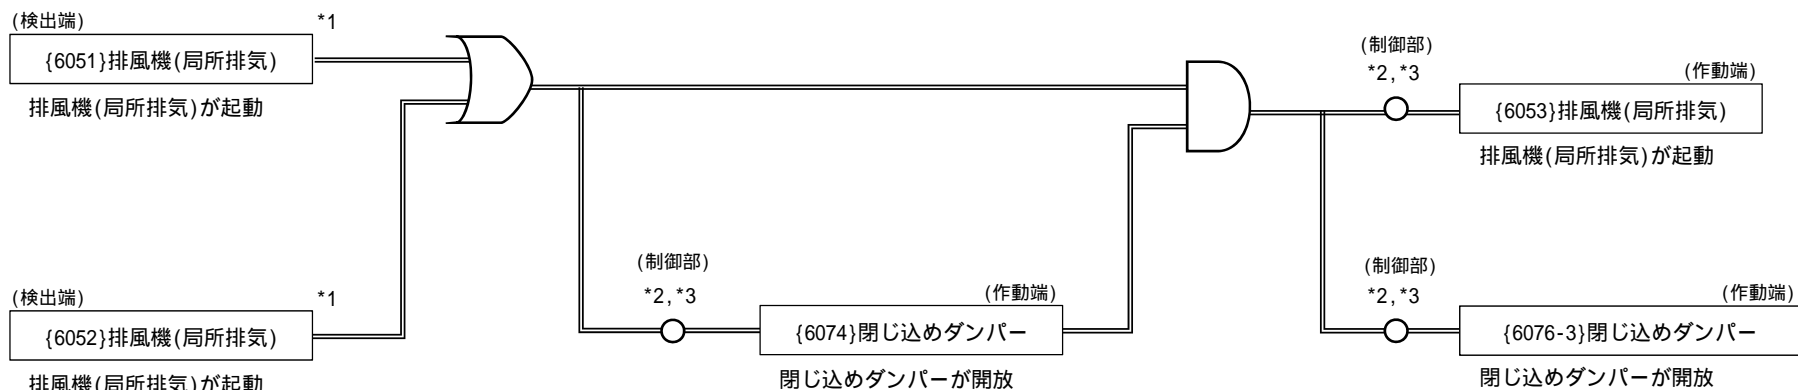 (検出端)
*1
{6051}排風機(局所排気)
排風機(局所排気)が起動
(制御部)
*2,*3
(作動端)
{6053}排風機(局所排気)
排風機(局所排気)が起動
(検出端)
*1
{6052}排風機(局所排気)
排風機(局所排気)が起動
(制御部)
*2,*3
(作動端)
{6074}閉じ込めダンパー
閉じ込めダンパーが開放
(制御部)
*2,*3
(作動端)
{6076-3}閉じ込めダンパー
閉じ込めダンパーが開放